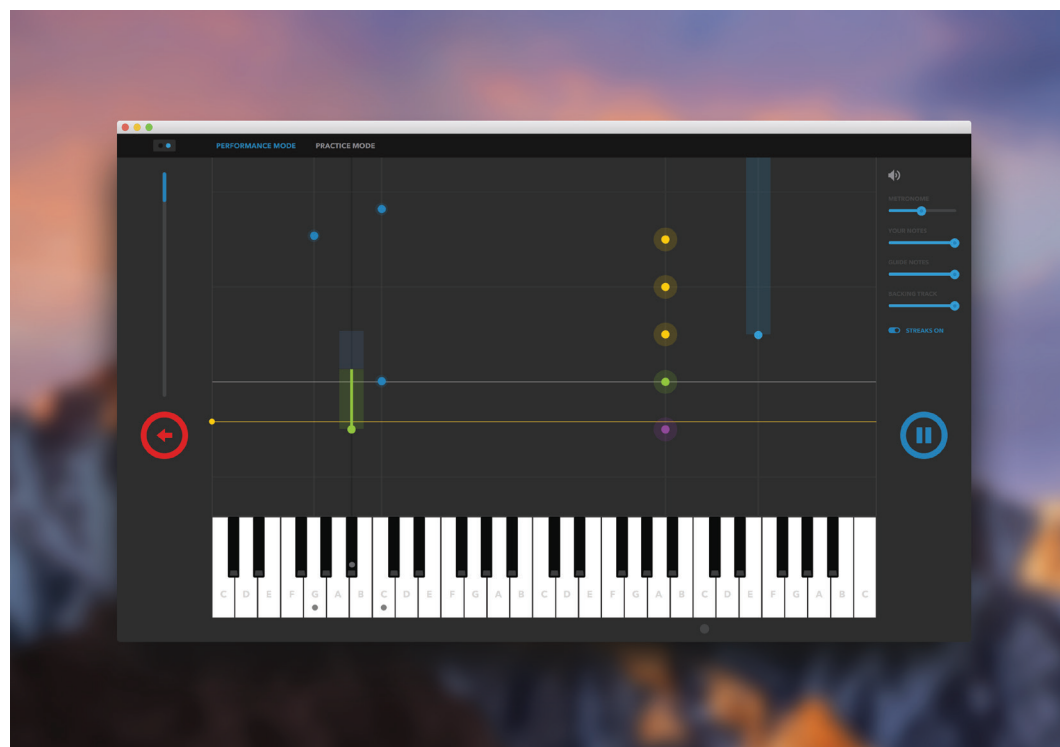 PERFORMANCE MODE PRACTICE MODE
METRONOME
YOUR NOTES
GUIDE NOTES
BACKING TRACK
STREAKS ON
C D E F G A B C D E F G A B C D E F G A B C D E F G A B C